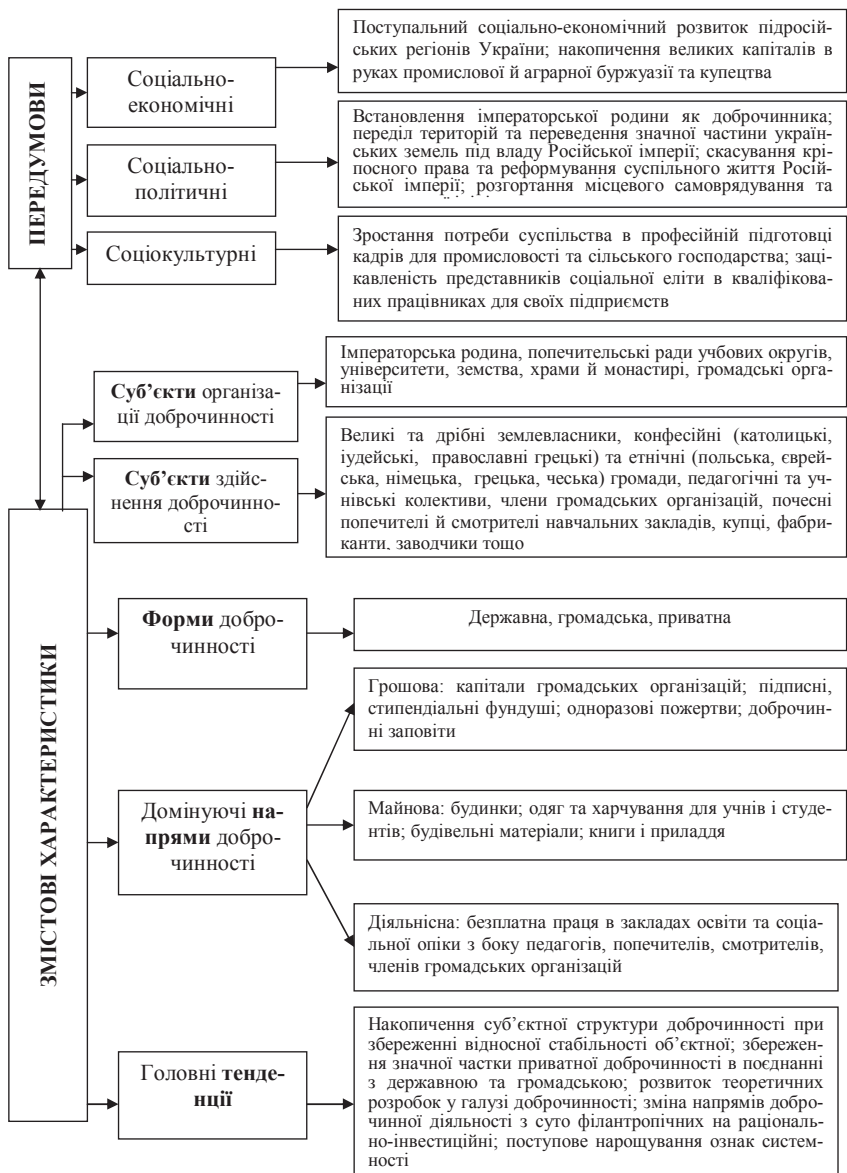 ПЕРЕДУМОВИ
Соціально-
економічні
Поступальний соціально-економічний розвиток підросій-
ських регіонів України; накопичення великих капіталів в
руках промислової й аграрної буржуазії та купецтва
Соціально-
політичні
Встановлення імператорської родини як доброчинника;
переділ територій та переведення значної частини україн-
ських земель під владу Російської імперії; скасування крі-
посного права та реформування суспільного життя Росій-
ської імперії; розгортання місцевого самоврядування та
Соціокультурні
Зростання потреби суспільства в професійній підготовці
кадрів для промисловості та сільського господарства; заці-
кавленість представників соціальної еліти в кваліфікова-
них працівниках для своїх підприємств
ЗМІСТОВІ ХАРАКТЕРИСТИКИ
Суб’єкти організа-
ції доброчинності
Імператорська родина, попечительські ради учбових округів,
університети, земства, храми й монастирі, громадські орга-
нізації
Суб’єкти здійс-
нення доброчинно-
сті
Великі та дрібні землевласники, конфесійні (католицькі,
іудейські, православні грецькі) та етнічні (польська, єврей-
ська, німецька, грецька, чеська) громади, педагогічні та уч-
нівські колективи, члени громадських організацій, почесні
попечителі й смотрителі навчальних закладів, купці, фабри-
канти, заводчики тощо
Форми добро-
чинності
Державна, громадська, приватна
Домінуючі на-
прями добро-
чинності
Грошова: капітали громадських організацій; підписні,
стипендіальні фундуші; одноразові пожертви; доброчин-
ні заповіти
Майнова: будинки; одяг та харчування для учнів і студе-
нтів; будівельні матеріали; книги і приладдя
Діяльнісна: безплатна праця в закладах освіти та соціа-
льної опіки з боку педагогів, попечителів, смотрителів,
членів громадських організацій
Головні тенде-
нції
Накопичення суб’єктної структури доброчинності при
збереженні відносної стабільності об’єктної; збережен-
ня значної частки приватної доброчинності в поєднанні
з державною та громадською; розвиток теоретичних
розробок у галузі доброчинності; зміна напрямів добро-
чинної діяльності з суто філантропічних на раціональ-
но-інвестиційні; поступове нарощування ознак систем-
ності